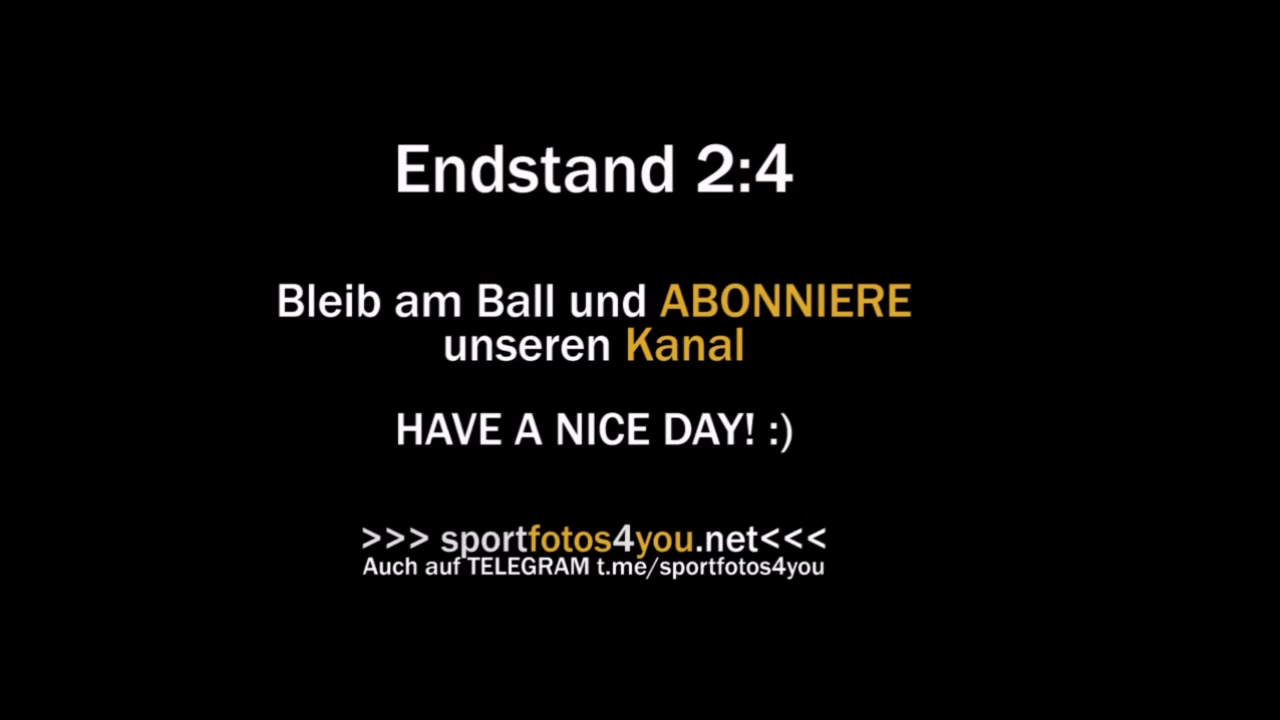 Endstand 2:4
Bleib am Ball und ABONNIERE
unseren Kanal
HAVE A NICE DAY! :)
>>> sportfotos4you.net<<<
Auch auf TELEGRAM t.me/sportfotos4you